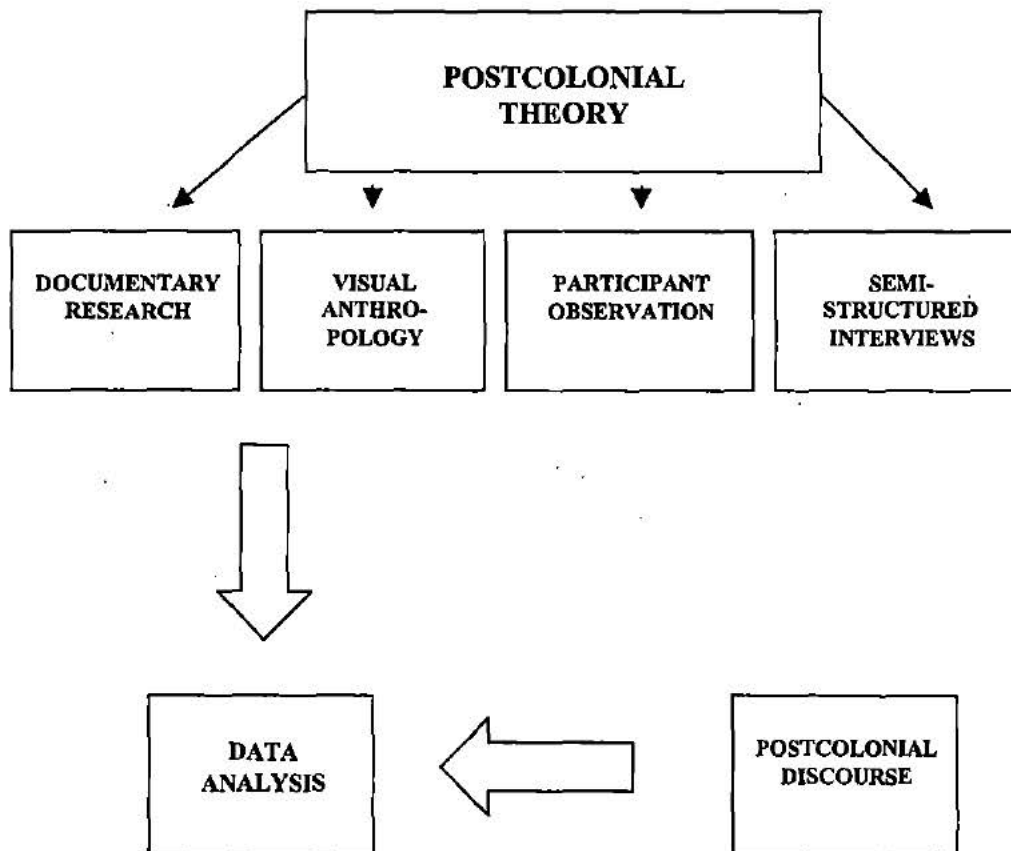 POSTCOLONIAL
THEORY
DOCUMENTARY
RESEARCH
VISUAL
ANTHRO-
POLOGY
PARTICIPANT
OBSERVATION
SEMI-
STRUCTURED
INTERVIEWS
DATA
ANALYSIS
POSTCOLONIAL
DISCOURSE